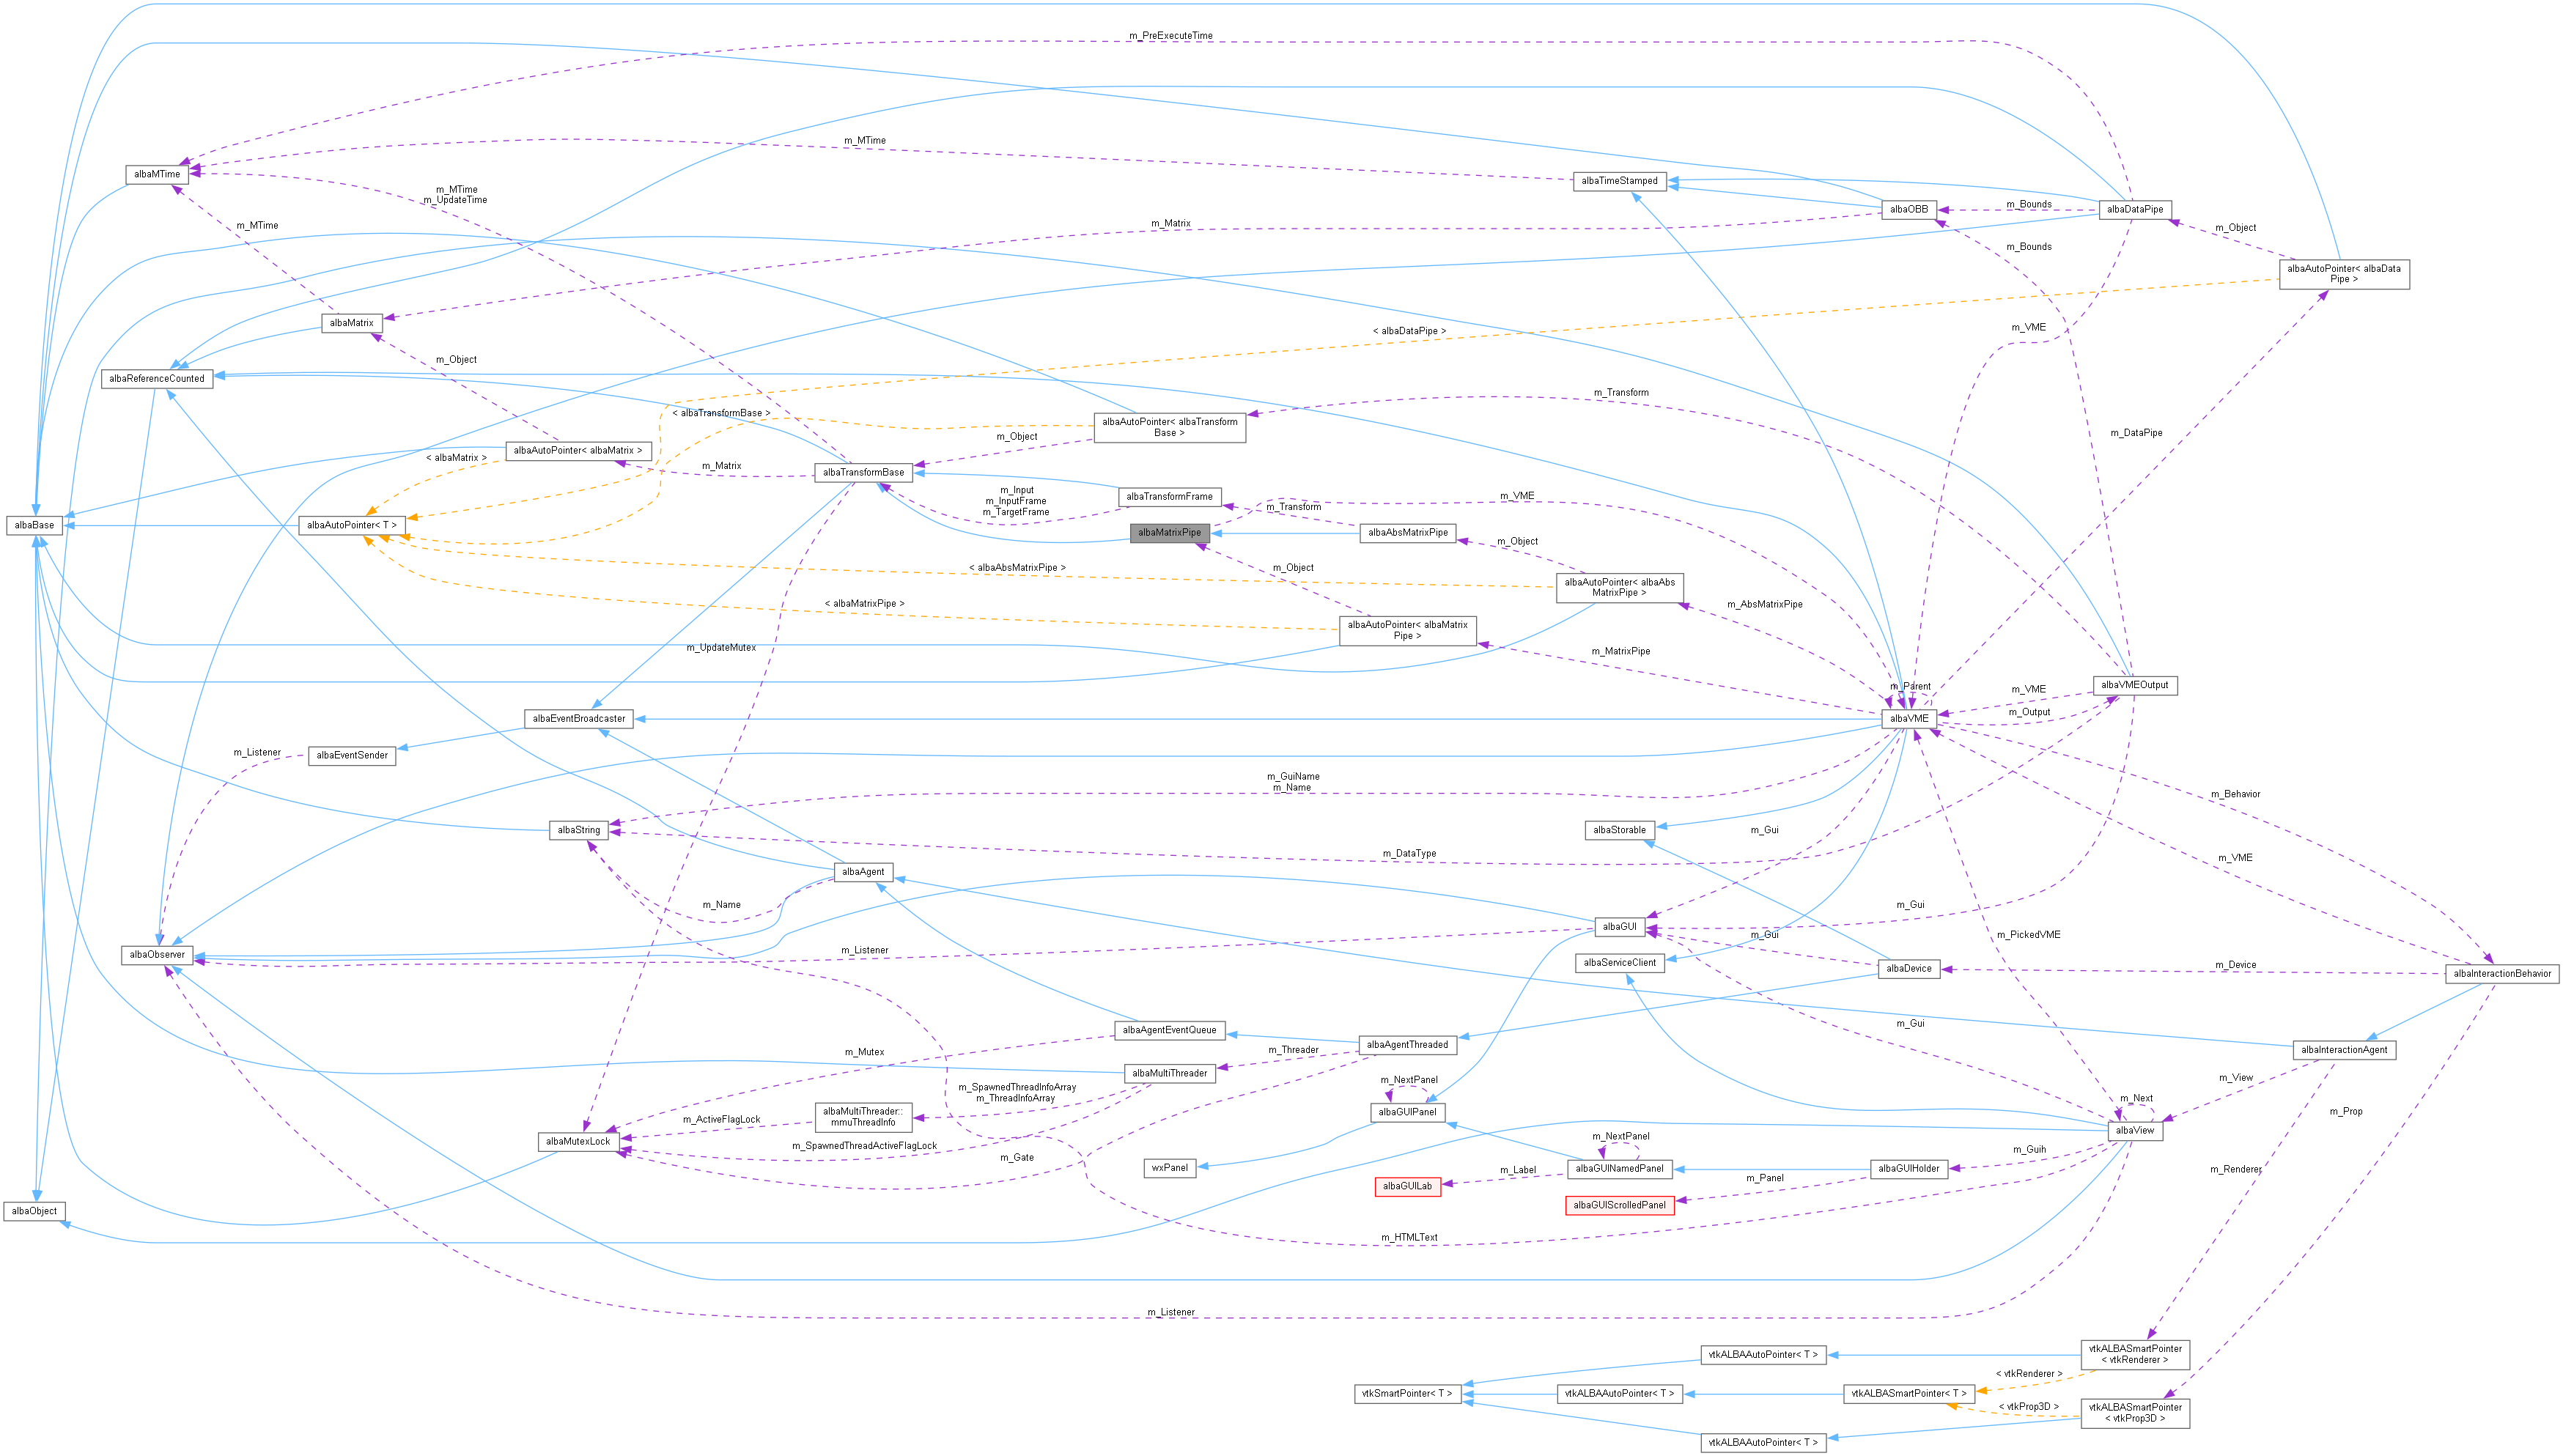 m_PreExecuteTime
m_MTime
albaMTime
albaTimeStamped
m_MTime
m_UpdateTime
m_Bounds
albaOBB
albaDataPipe
m_Matrix
m_MTime
m_Object
m_Bounds
albaAutoPointer< albaData
Pipe >
albaMatrix
< albaDataPipe >
m_VME
m_Object
albaReferenceCounted
m_Transform
< albaTransformBase >
albaAutoPointer< albaTransform
Base >
m_DataPipe
m_Object
albaAutoPointer< albaMatrix >
< albaMatrix >
m_Matrix
albaTransformBase
m_Input
m_InputFrame
m_TargetFrame
albaTransformFrame
m_VME
m_Transform
albaBase
albaAutoPointer< T >
albaMatrixPipe
albaAbsMatrixPipe
m_Object
< albaAbsMatrixPipe >
m_Object
albaAutoPointer< albaAbs
MatrixPipe >
< albaMatrixPipe >
m_AbsMatrixPipe
albaAutoPointer< albaMatrix
Pipe >
m_UpdateMutex
m_MatrixPipe
m_Parent
m_VME
albaVMEOutput
m_Output
albaEventBroadcaster
albaVME
m_Listener
albaEventSender
m_GuiName
m_Name
m_Behavior
albaString
albaStorable
m_Gui
m_DataType
m_VME
albaAgent
m_Name
m_Gui
albaGUI
m_Gui
m_PickedVME
m_Listener
albaObserver
albaServiceClient
albaDevice
m_Device
albaInteractionBehavior
m_Gui
albaAgentEventQueue
albaAgentThreaded
albaInteractionAgent
m_Mutex
m_Threader
albaMultiThreader
m_View
m_SpawnedThreadInfoArray
m_ThreadInfoArray
m_NextPanel
m_Next
m_Prop
m_ActiveFlagLock
albaMultiThreader::
mmuThreadInfo
albaGUIPanel
albaView
albaMutexLock
m_SpawnedThreadActiveFlagLock
m_NextPanel
m_Guih
m_Gate
wxPanel
albaGUINamedPanel
albaGUIHolder
m_Renderer
m_Label
albaGUILab
m_Panel
albaGUIScrolledPanel
albaObject
m_HTMLText
m_Listener
vtkALBAAutoPointer< T >
vtkALBASmartPointer
< vtkRenderer >
< vtkRenderer >
vtkSmartPointer< T >
vtkALBAAutoPointer< T >
vtkALBASmartPointer< T >
< vtkProp3D >
vtkALBASmartPointer
< vtkProp3D >
vtkALBAAutoPointer< T >